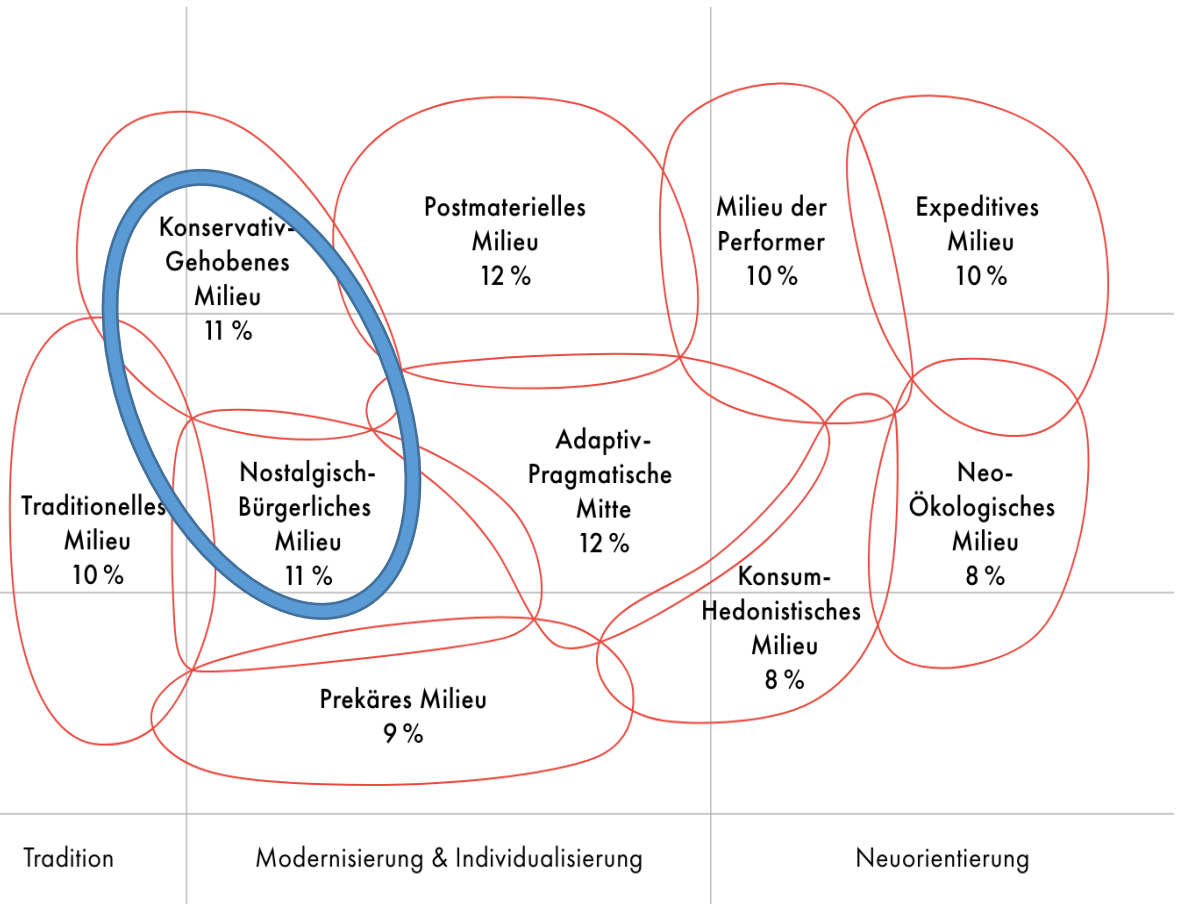 Konservativ-
Gehobenes
Milieu
11 %
Postmaterielles
Milieu
12 %
Milieu der
Performer
10 %
Expeditives
Milieu
10 %
Traditionelles
Milieu
10 %
Nostalgisch-
Bürgerliches
Milieu
11 %
Adaptiv-
Pragmatische
Mitte
12 %
Konsum-
Hedonistisches
Milieu
8 %
Neo-
Ökologisches
Milieu
8 %
Prekäres Milieu
9 %
Tradition
Modernisierung & Individualisierung
Neuorientierung